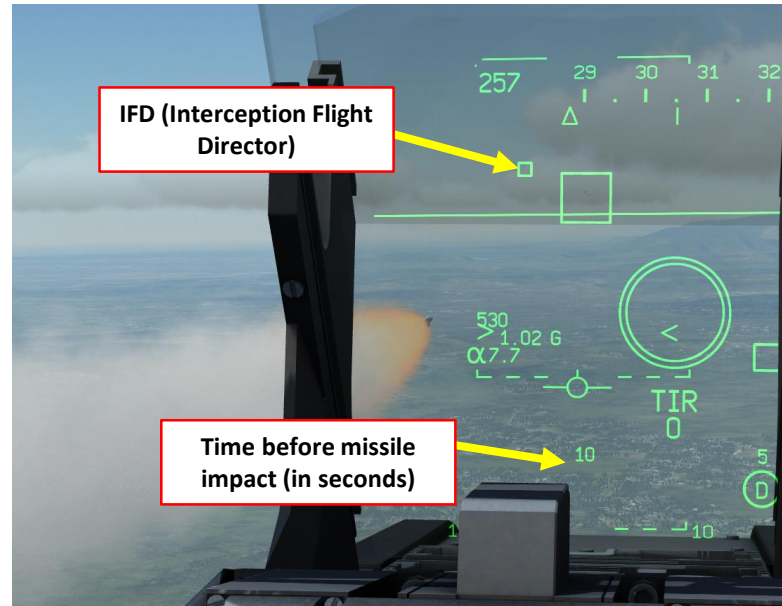 257
29 30 31 32
IFD (Interception Flight
Director)
530
> 1.02 G
α7.7
<
TIR
0
Time before missile
impact (in seconds)
10
5
D
1
10